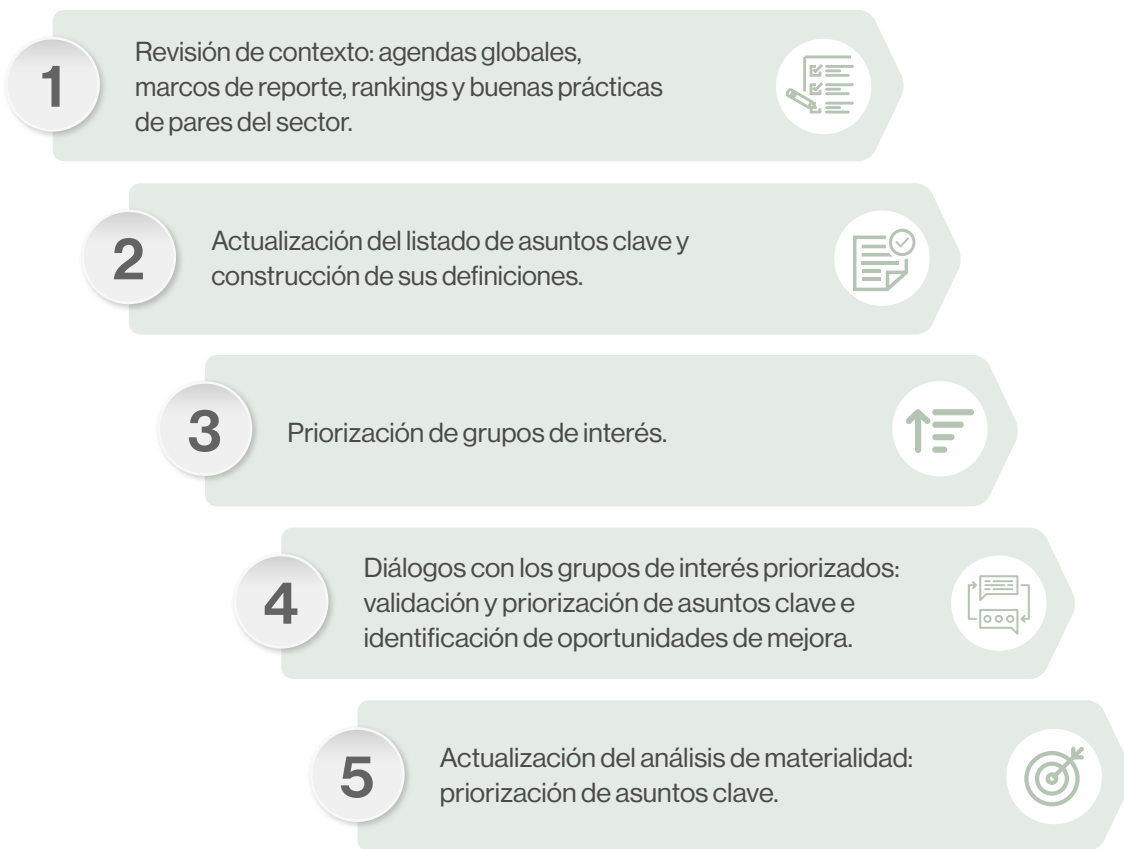 1
Revisión de contexto: agendas globales,
marcos de reporte, rankings y buenas prácticas
de pares del sector.
2
Actualización del listado de asuntos clave y
construcción de sus definiciones.
3
Priorización de grupos de interés.
4
Diálogos con los grupos de interés priorizados:
validación y priorización de asuntos clave e
identificación de oportunidades de mejora.
5
Actualización del análisis de materialidad:
priorización de asuntos clave.